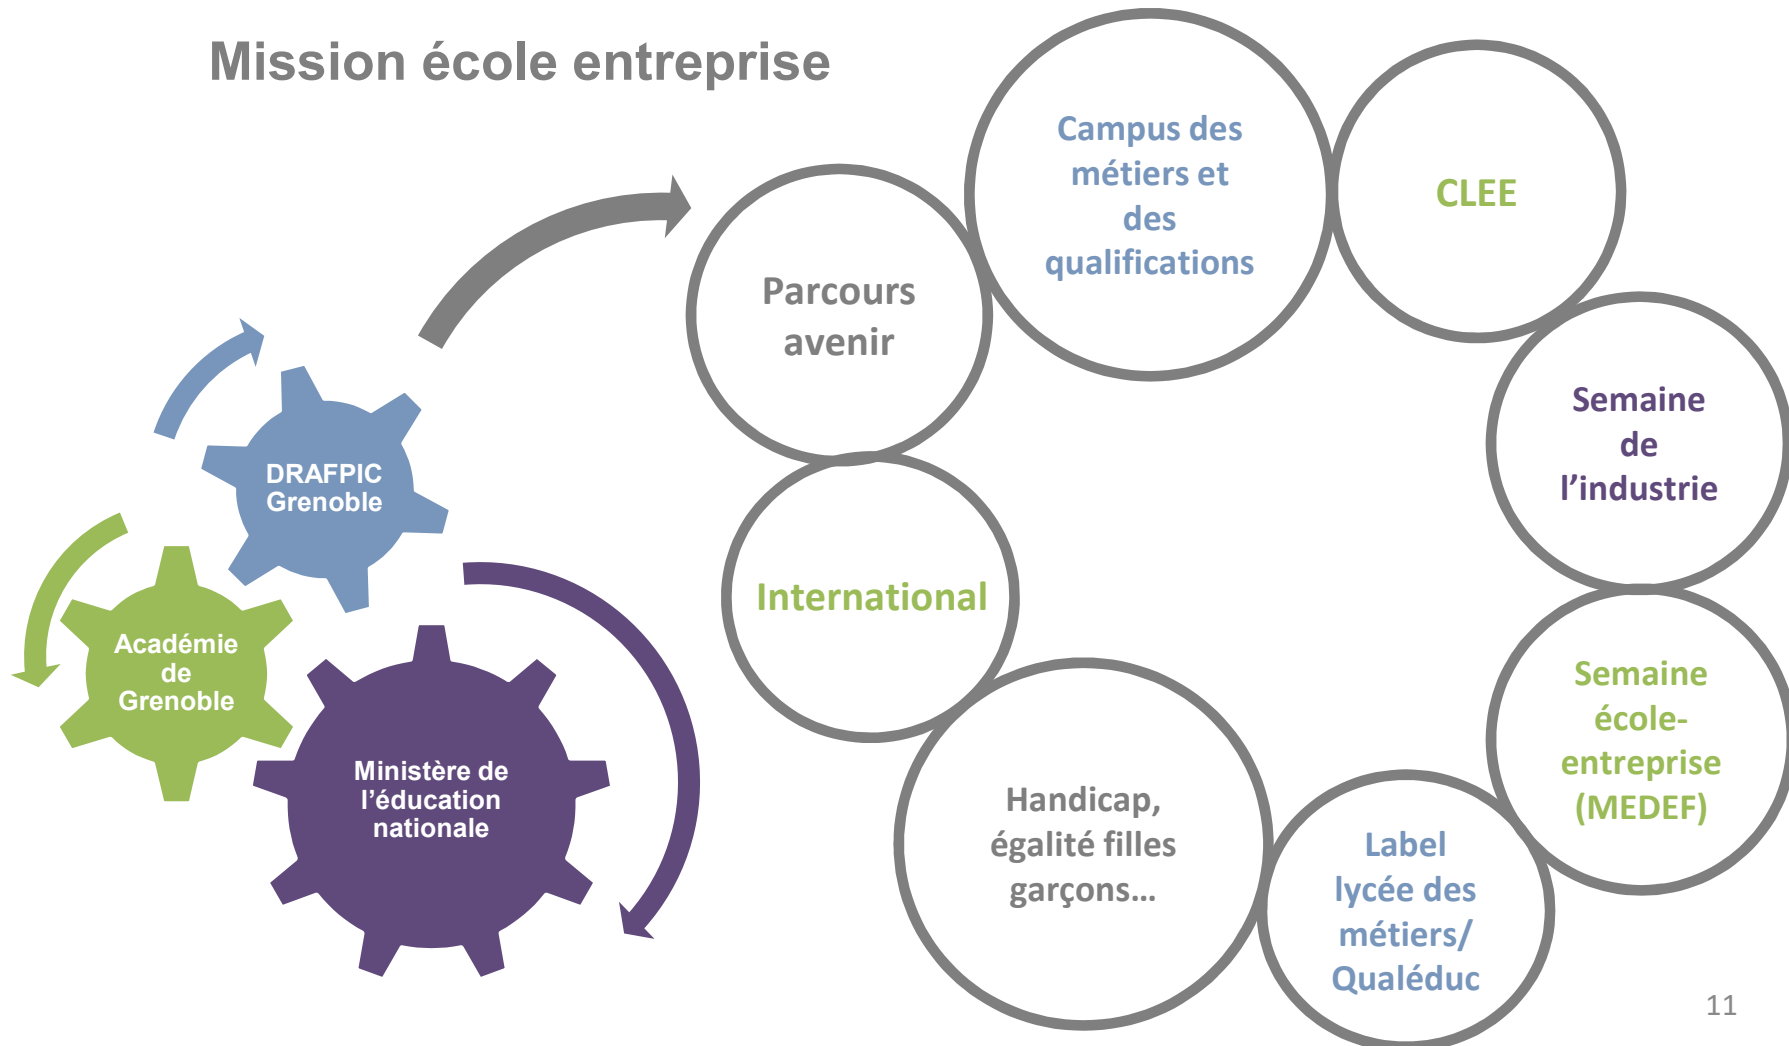 Mission école entreprise
Campus des
métiers et
des
qualifications
CLEE
Parcours
avenir
Semaine
de
l’industrie
DRAFPIC
Grenoble
International
Académie
de
Grenoble
Semaine
école-
entreprise
(MEDEF)
Ministère de
l’éducation
nationale
Handicap,
égalité filles
garçons…
Label
lycée des
métiers/
Qualéduc
11